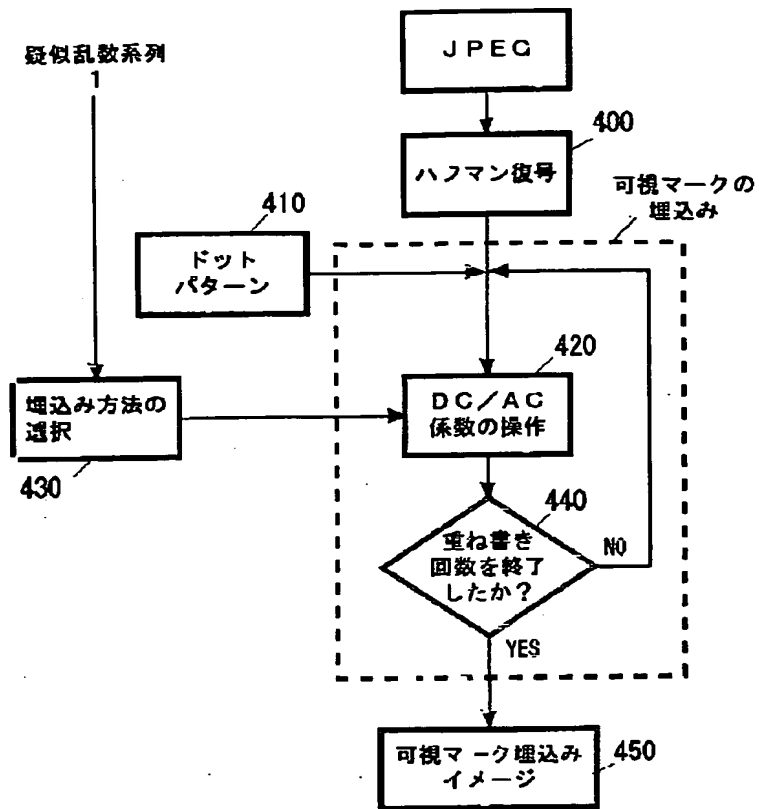 疑似乱数系列
1
JPEG
400
ハフマン復号
可視マークの
埋込み
410
ドット
パターン
420
DC/AC
係数の操作
埋込み方法の
選択
430
440
重ね書き
回数を終了
したか?
NO
YES
可視マーク埋込み
イメージ
450